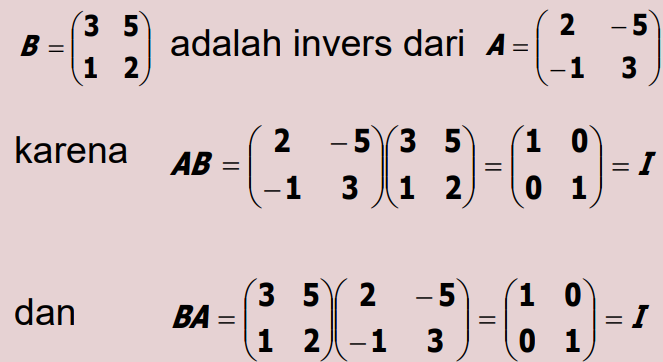 B = (3 5; 1 2) adalah invers dari A = (2 −5; −1 3)
karena AB = (2 −5; −1 3)(3 5; 1 2) = (1 0; 0 1) = I
dan BA = (3 5; 1 2)(2 −5; −1 3) = (1 0; 0 1) = I